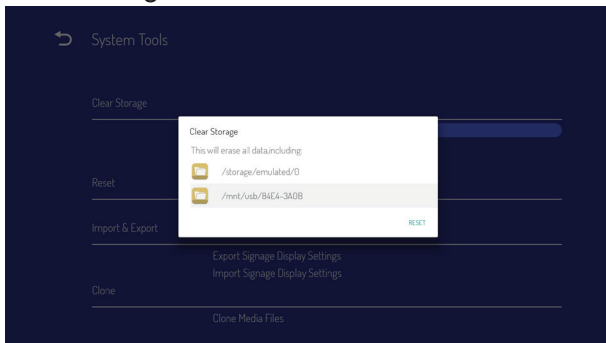 System Tools
Clear Storage
Clear Storage
This will erase all data,including:
/storage/emulated/0
/mnt/usb/84E4-3A0B
RESET
Reset
Import & Export
Export Signage Display Settings
Import Signage Display Settings
Clone
Clone Media Files